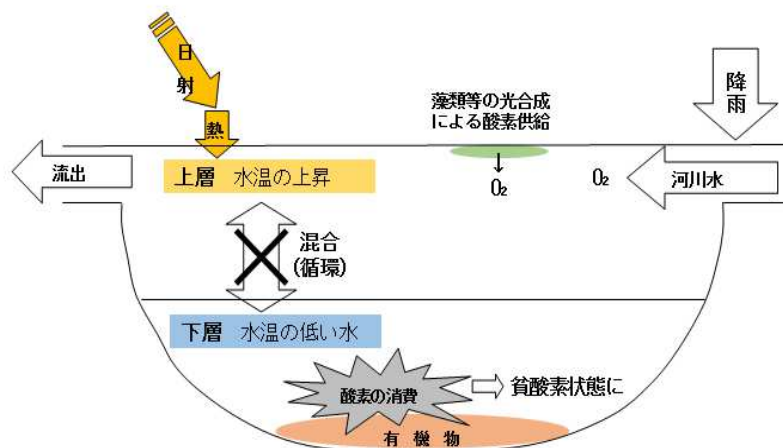 日射
熱
藻類等の光合成
による酸素供給
降雨
流出
上層 水温の上昇
O₂
O₂
河川水
混合
(循環)
下層 水温の低い水
酸素の消費
貧酸素状態に
有 機 物